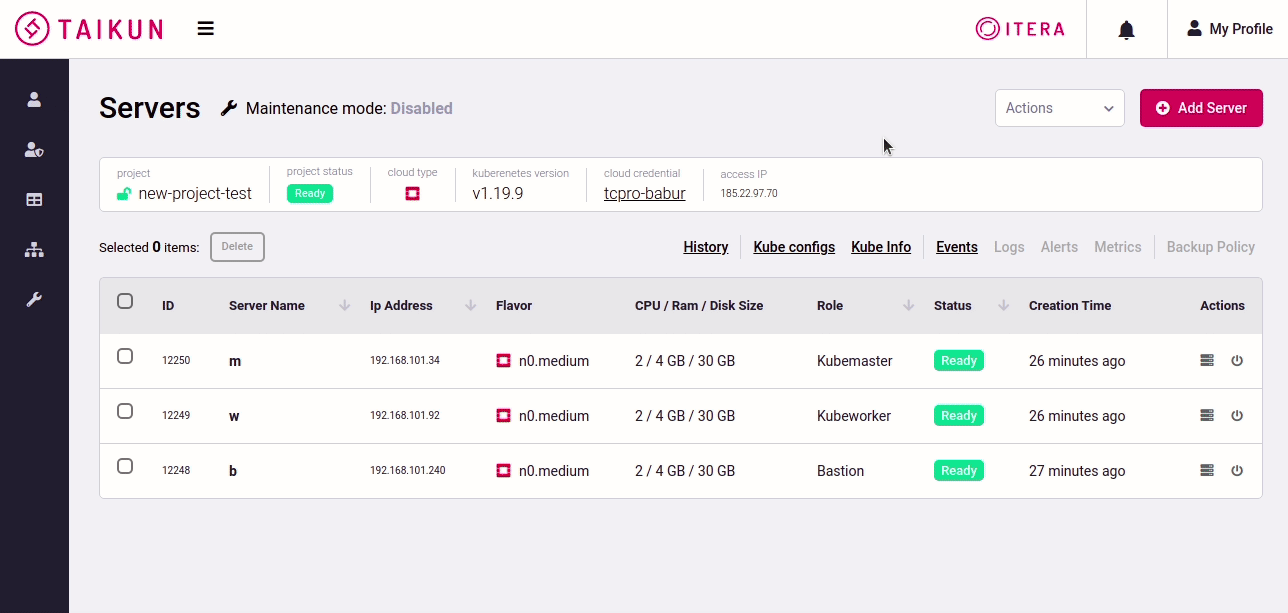 TAIKUN
ITERA
My Profile
Servers Maintenance mode: Disabled
Actions
Add Server
project
new-project-test
project status
Ready
cloud type
kuberenetes version
v1.19.9
cloud credential
tcpro-babur
access IP
185.22.97.70
Selected 0 items: Delete
History Kube configs Kube Info Events Logs Alerts Metrics Backup Policy
ID Server Name Ip Address Flavor CPU / Ram / Disk Size Role Status Creation Time Actions
12250 m 192.168.101.34 n0.medium 2 / 4 GB / 30 GB Kubemaster Ready 26 minutes ago
12249 w 192.168.101.92 n0.medium 2 / 4 GB / 30 GB Kubeworker Ready 26 minutes ago
12248 b 192.168.101.240 n0.medium 2 / 4 GB / 30 GB Bastion Ready 27 minutes ago